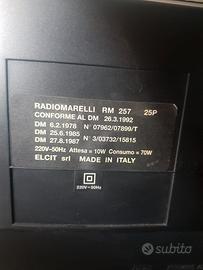 RADIOMARELLI RM 257 25P
CONFORME AL DM 26.3.1992
DM 6.2.1978 N° 07962/07899/T
DM 25.6.1985
DM 27.8.1987 N° 3/03732/15815
220V~50Hz Attesa = 10W Consumo = 70W
ELCIT srl MADE IN ITALY
220V~50Hz
subito